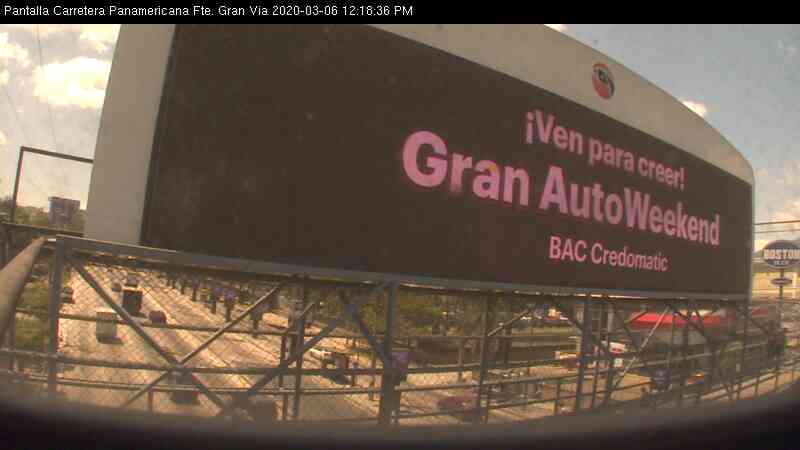 Pantalla Carretera Panamericana Fte. Gran Via 2020-03-06 12:18:36 PM
¡Ven para creer!
Gran AutoWeekend
BAC Credomatic
BOSTON